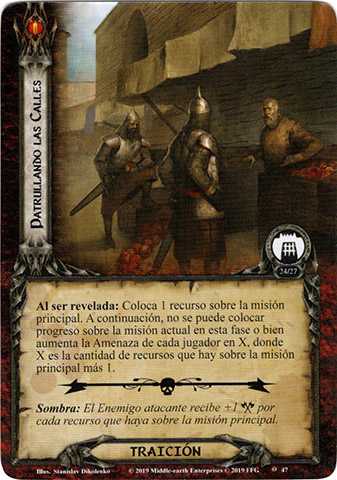 PATRULLANDO LAS CALLES
24/27
Al ser revelada: Coloca 1 recurso sobre la misión
principal. A continuación, no se puede colocar
progreso sobre la misión actual en esta fase o bien
aumenta la Amenaza de cada jugador en X, donde
X es la cantidad de recursos que hay sobre la misión
principal más 1.
Sombra: El Enemigo atacante recibe +1 por
cada recurso que haya sobre la misión principal.
TRAICIÓN
Illus. Stanislav Dikolenko © 2019 Middle-earth Enterprises © 2019 FFG 47